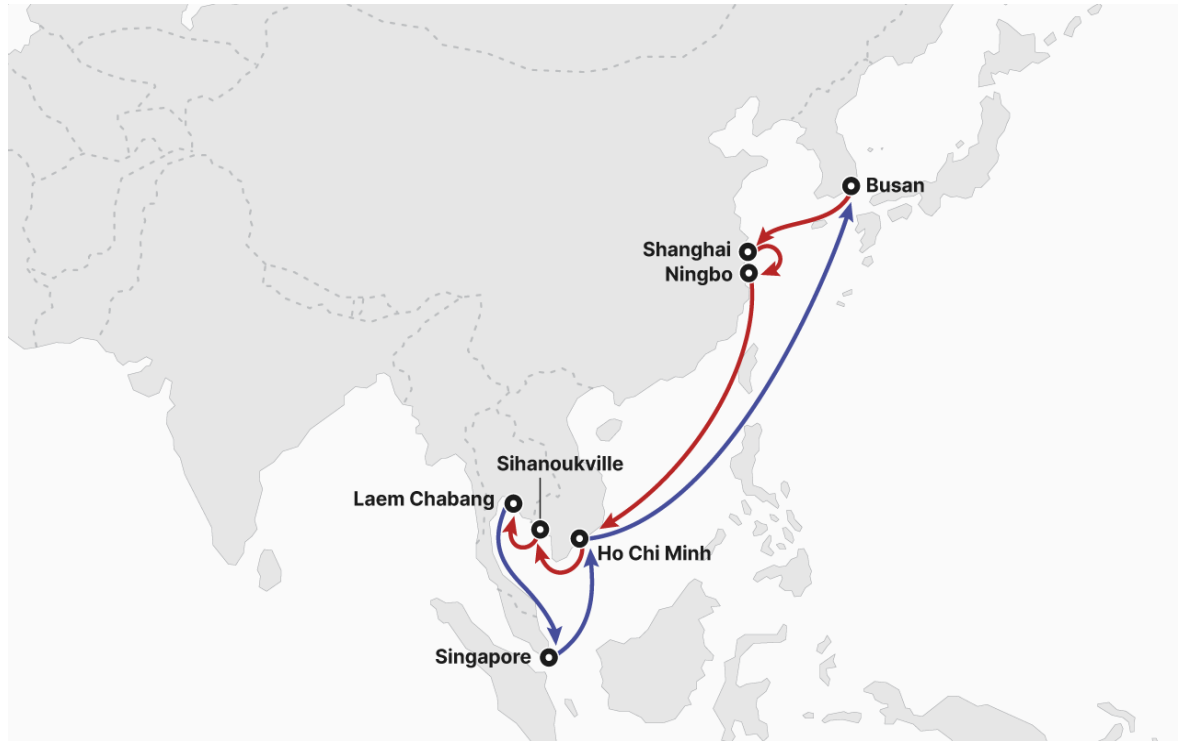 Busan
Shanghai
Ningbo
Sihanoukville
Laem Chabang
Ho Chi Minh
Singapore